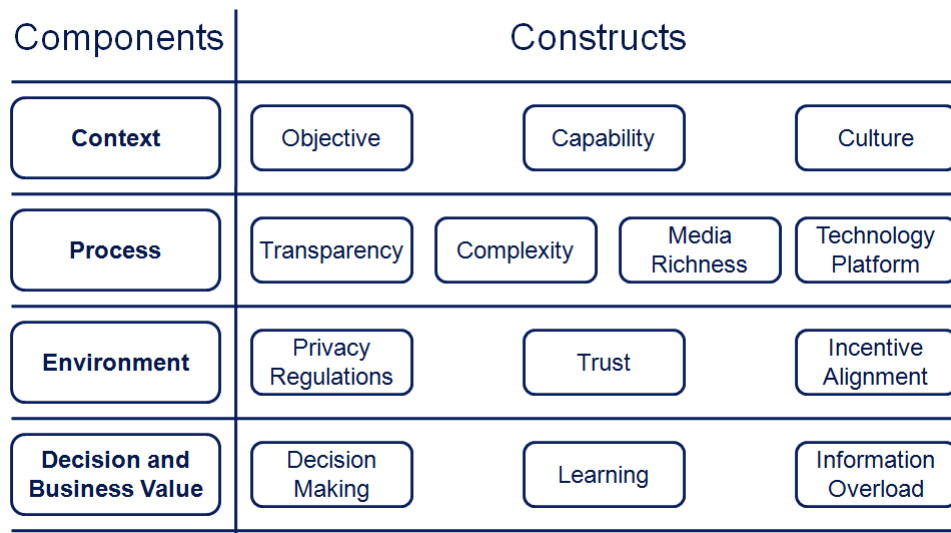 Components Constructs
Context Objective Capability Culture
Process Transparency Complexity Media Richness Technology Platform
Environment Privacy Regulations Trust Incentive Alignment
Decision and Business Value Decision Making Learning Information Overload